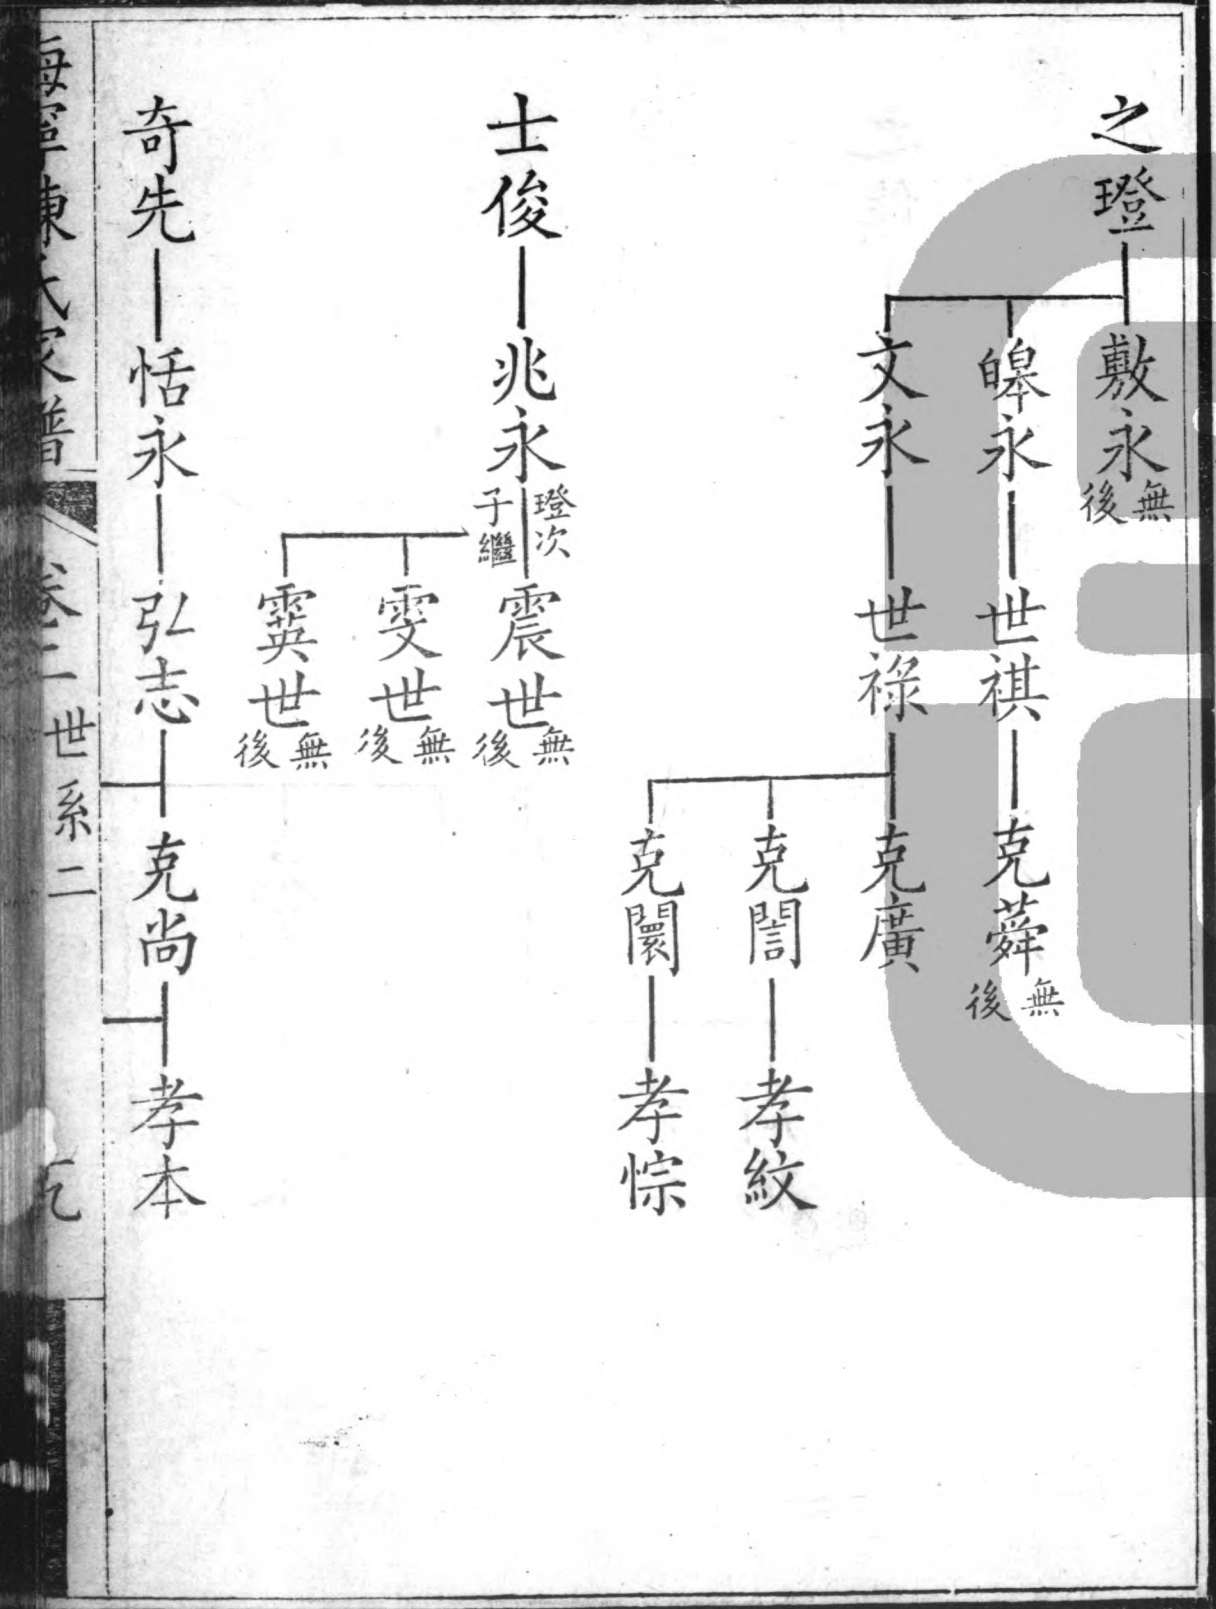 之璒
敷永 無後
皞永
世祺
克蕣 無後
文永
世祿
克廣
克誾
孝紋
克闤
孝悰
士俊
兆永 璒次子繼
震世 無後
雯世 無後
霙世 無後
奇先
恬永
弘志
克尚
孝本
海寧陳氏家譜
卷二 世系二